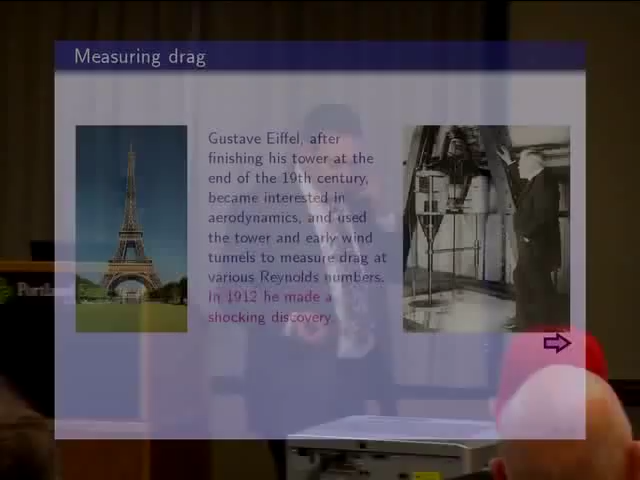 Measuring drag
Gustave Eiffel, after
finishing his tower at the
end of the 19th century,
became interested in
aerodynamics, and used
the tower and early wind
tunnels to measure drag at
various Reynolds numbers.
In 1912 he made a
shocking discovery.
Portland